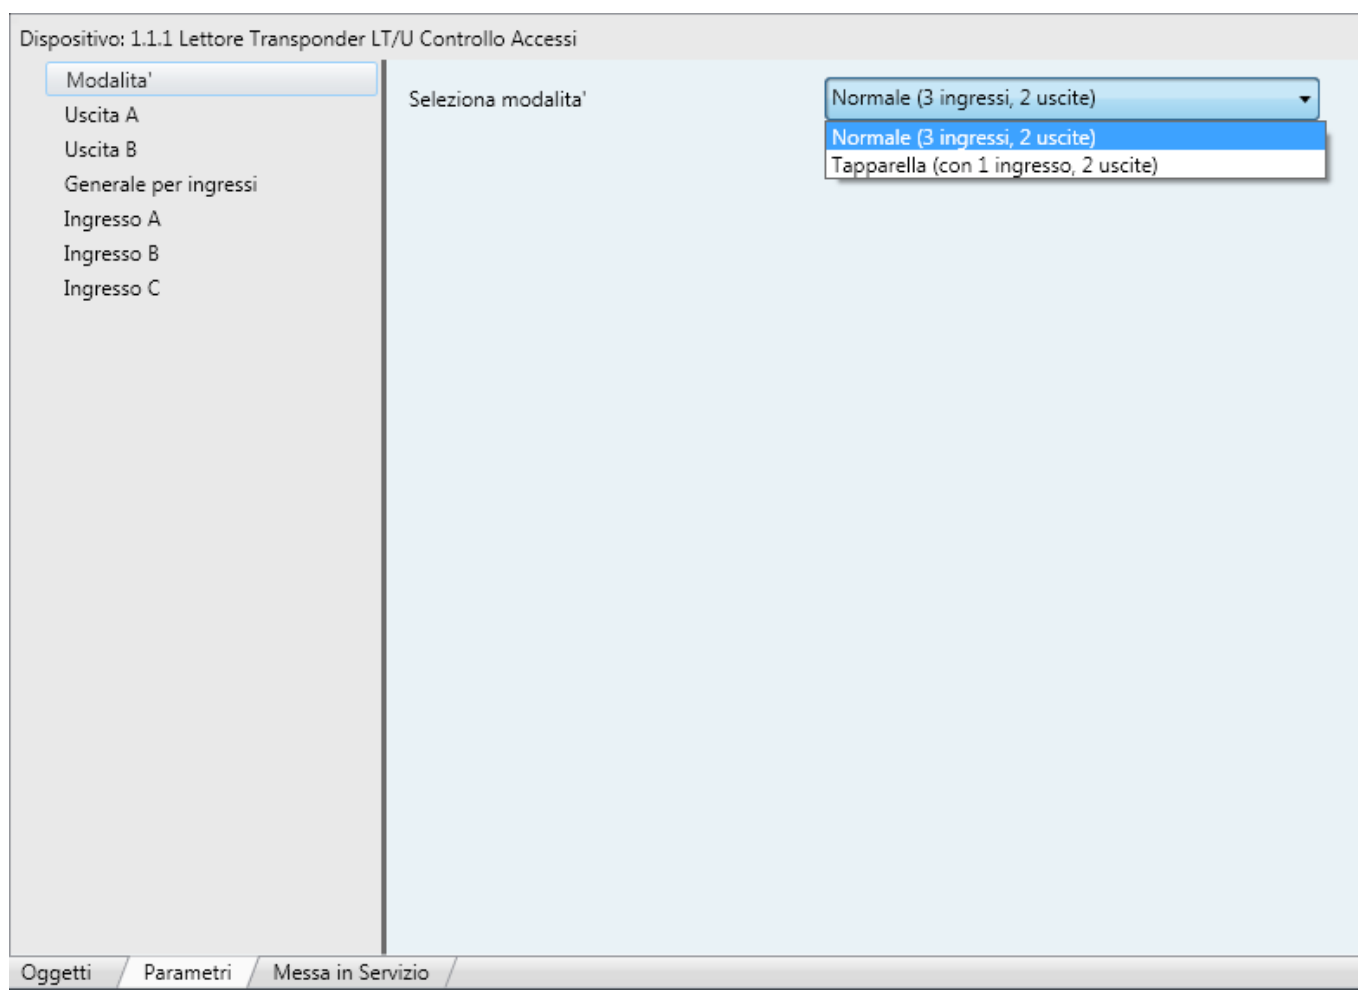 Dispositivo: 1.1.1 Lettore Transponder LT/U Controllo Accessi
Modalita'
Uscita A
Uscita B
Generale per ingressi
Ingresso A
Ingresso B
Ingresso C
Seleziona modalita'
Normale (3 ingressi, 2 uscite)
Normale (3 ingressi, 2 uscite)
Tapparella (con 1 ingresso, 2 uscite)
Oggetti
Parametri
Messa in Servizio